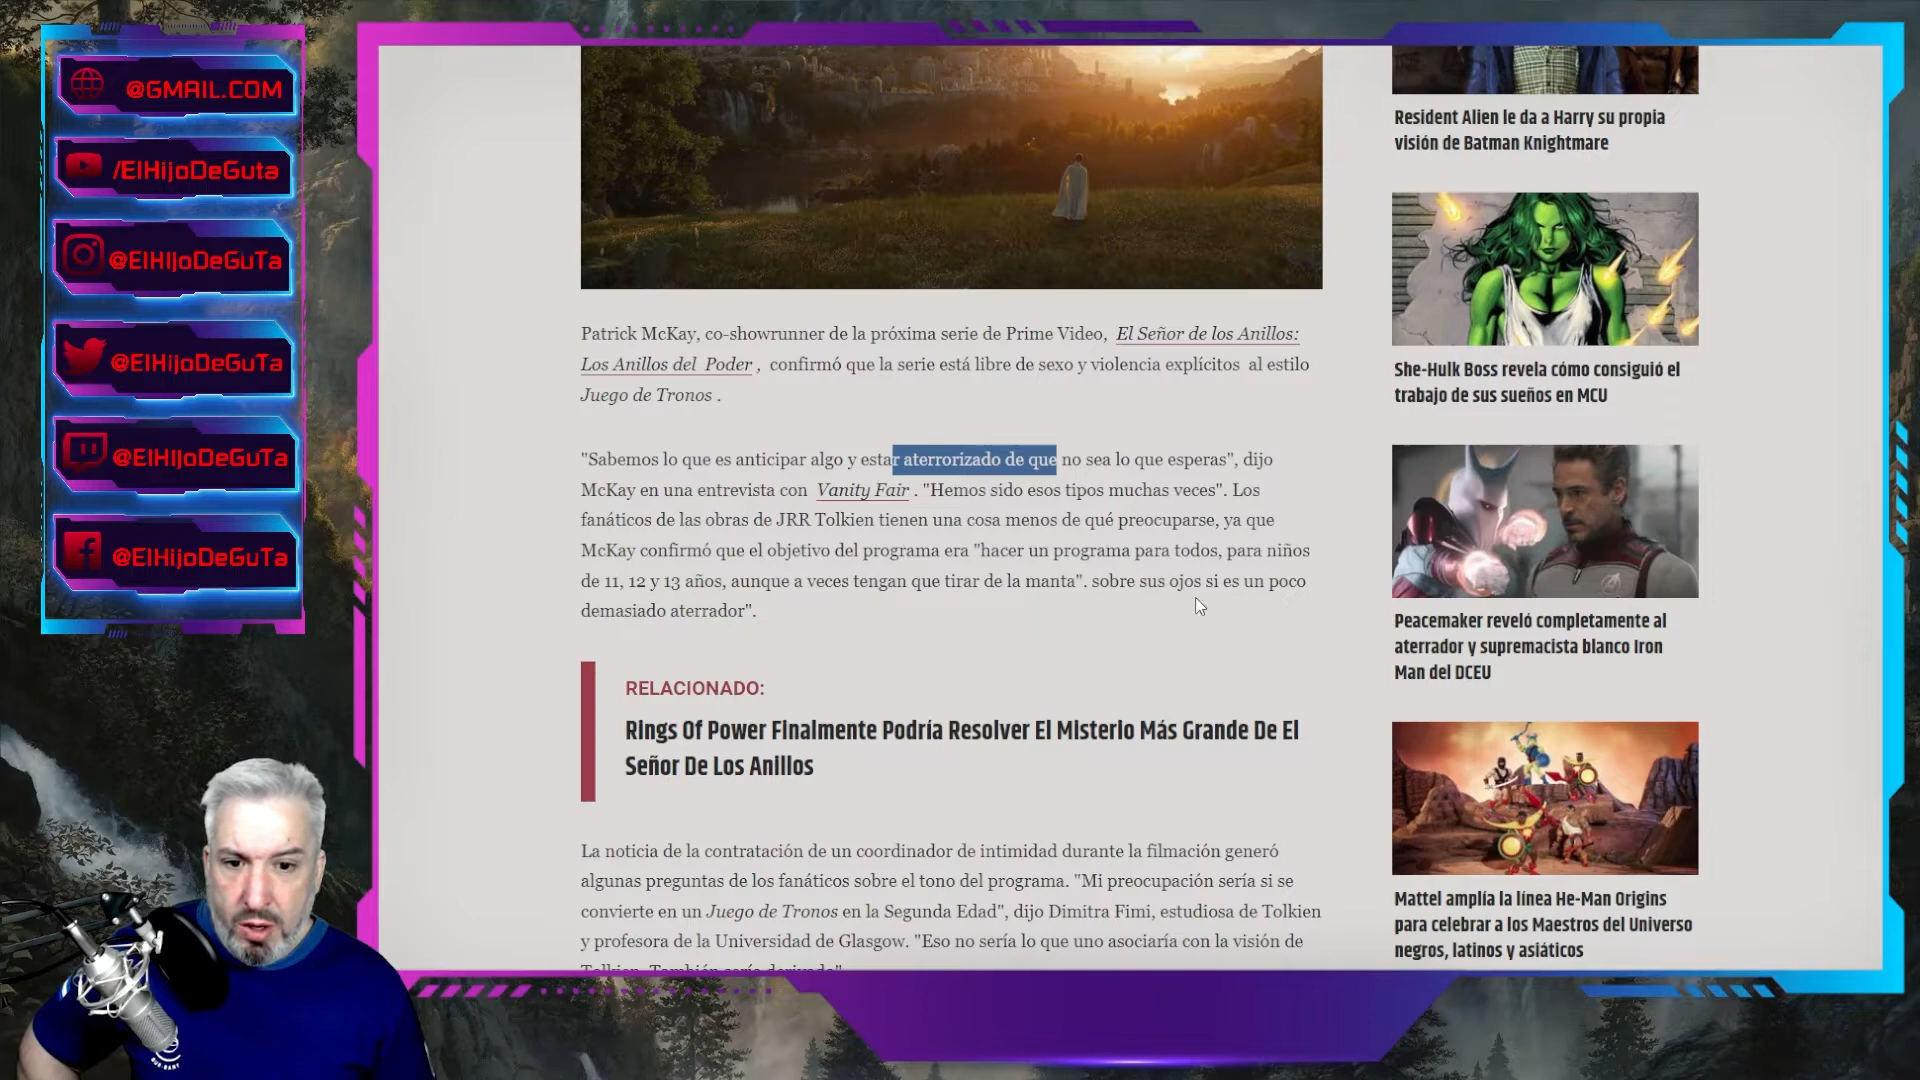 @GMAIL.COM
/ElHijoDeGuta
@ElHIJoDeGuTa
@ElHIJoDeGuTa
@ElHIJoDeGuTa
@ElHIJoDeGuTa
Patrick McKay, co-showrunner de la próxima serie de Prime Video, El Señor de los Anillos:
Los Anillos del Poder , confirmó que la serie está libre de sexo y violencia explícitos al estilo
Juego de Tronos .
"Sabemos lo que es anticipar algo y estar aterrorizado de que no sea lo que esperas", dijo
McKay en una entrevista con Vanity Fair . "Hemos sido esos tipos muchas veces". Los
fanáticos de las obras de JRR Tolkien tienen una cosa menos de qué preocuparse, ya que
McKay confirmó que el objetivo del programa era "hacer un programa para todos, para niños
de 11, 12 y 13 años, aunque a veces tengan que tirar de la manta". sobre sus ojos si es un poco
demasiado aterrador".
RELACIONADO:
Rings Of Power Finalmente Podría Resolver El Misterio Más Grande De El
Señor De Los Anillos
La noticia de la contratación de un coordinador de intimidad durante la filmación generó
algunas preguntas de los fanáticos sobre el tono del programa. "Mi preocupación sería si se
convierte en un Juego de Tronos en la Segunda Edad", dijo Dimitra Fimi, estudiosa de Tolkien
y profesora de la Universidad de Glasgow. "Eso no sería lo que uno asociaría con la visión de
Tolkien. También sería derivada".
Resident Alien le da a Harry su propia
visión de Batman Knightmare
She-Hulk Boss revela cómo consiguió el
trabajo de sus sueños en MCU
Peacemaker reveló completamente al
aterrador y supremacista blanco Iron
Man del DCEU
Mattel amplía la línea He-Man Origins
para celebrar a los Maestros del Universo
negros, latinos y asiáticos